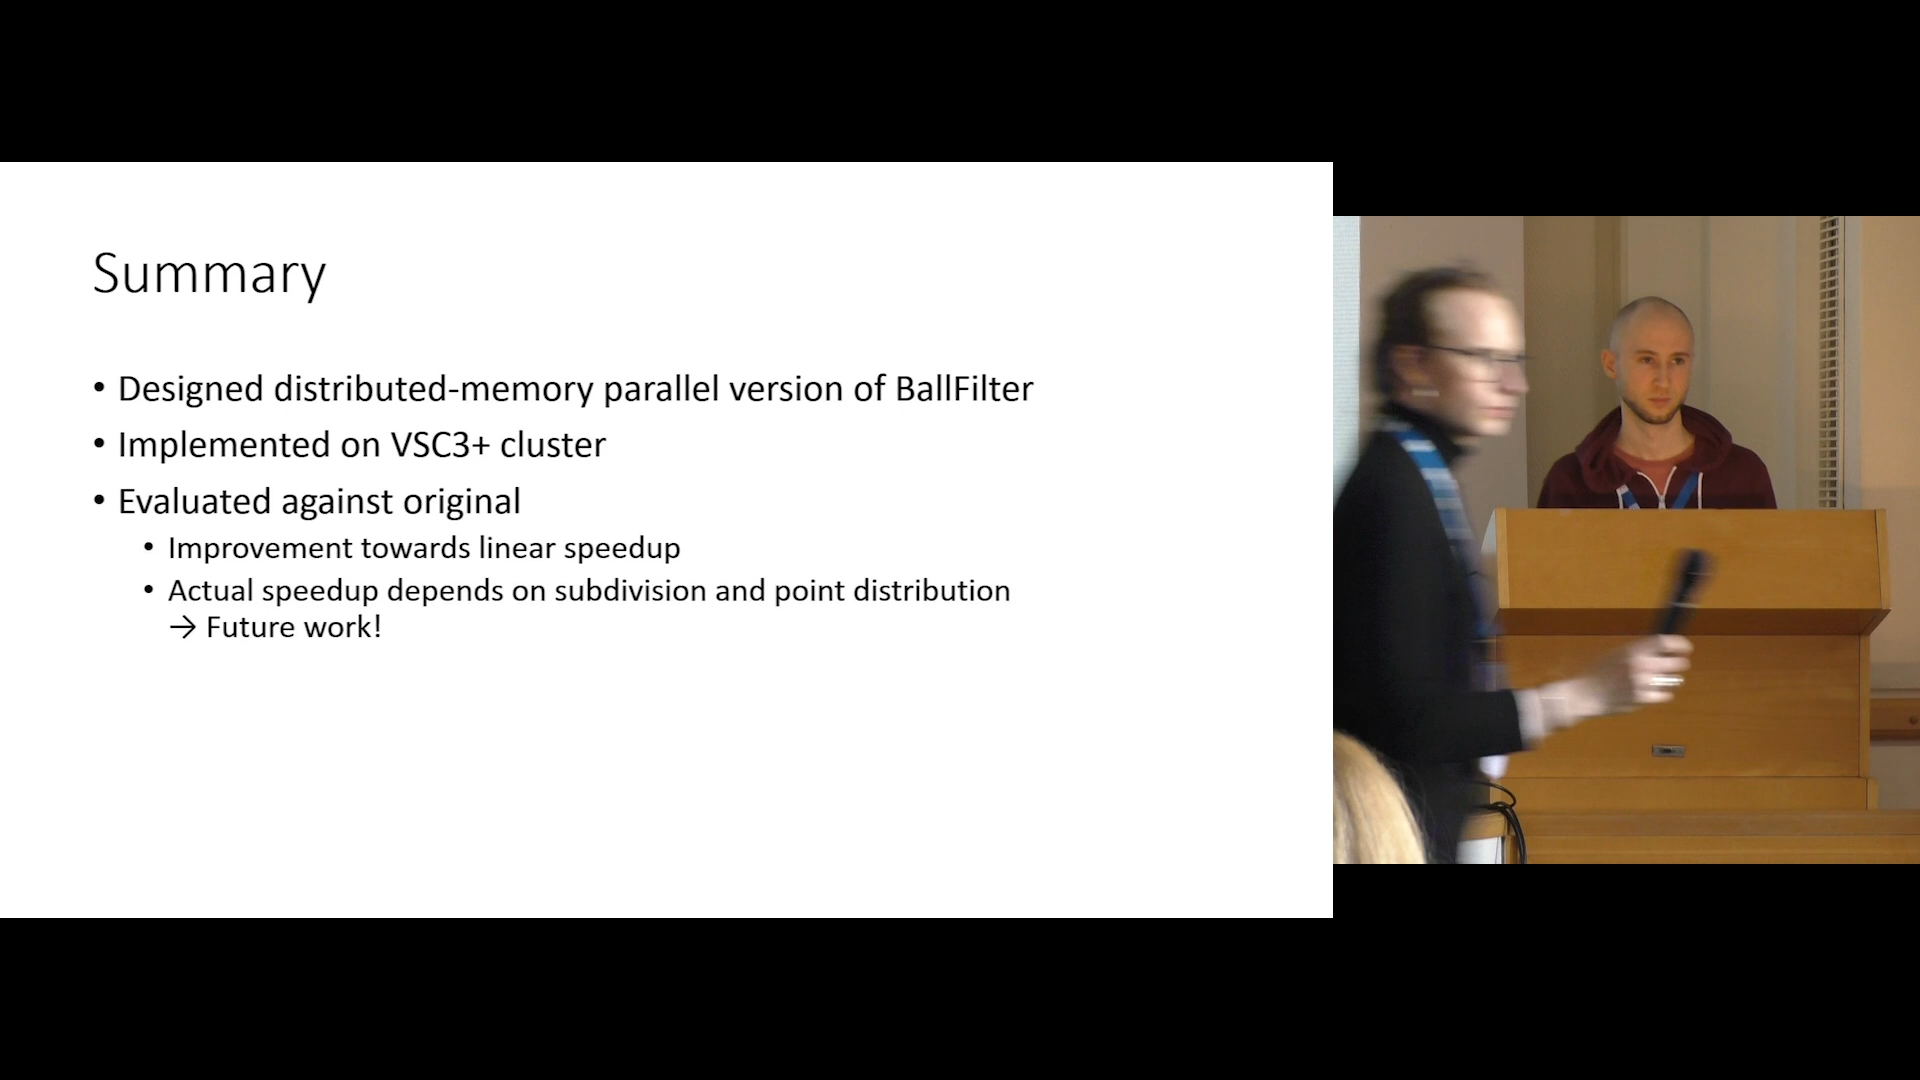 Summary
• Designed distributed-memory parallel version of BallFilter
• Implemented on VSC3+ cluster
• Evaluated against original
• Improvement towards linear speedup
• Actual speedup depends on subdivision and point distribution
→ Future work!